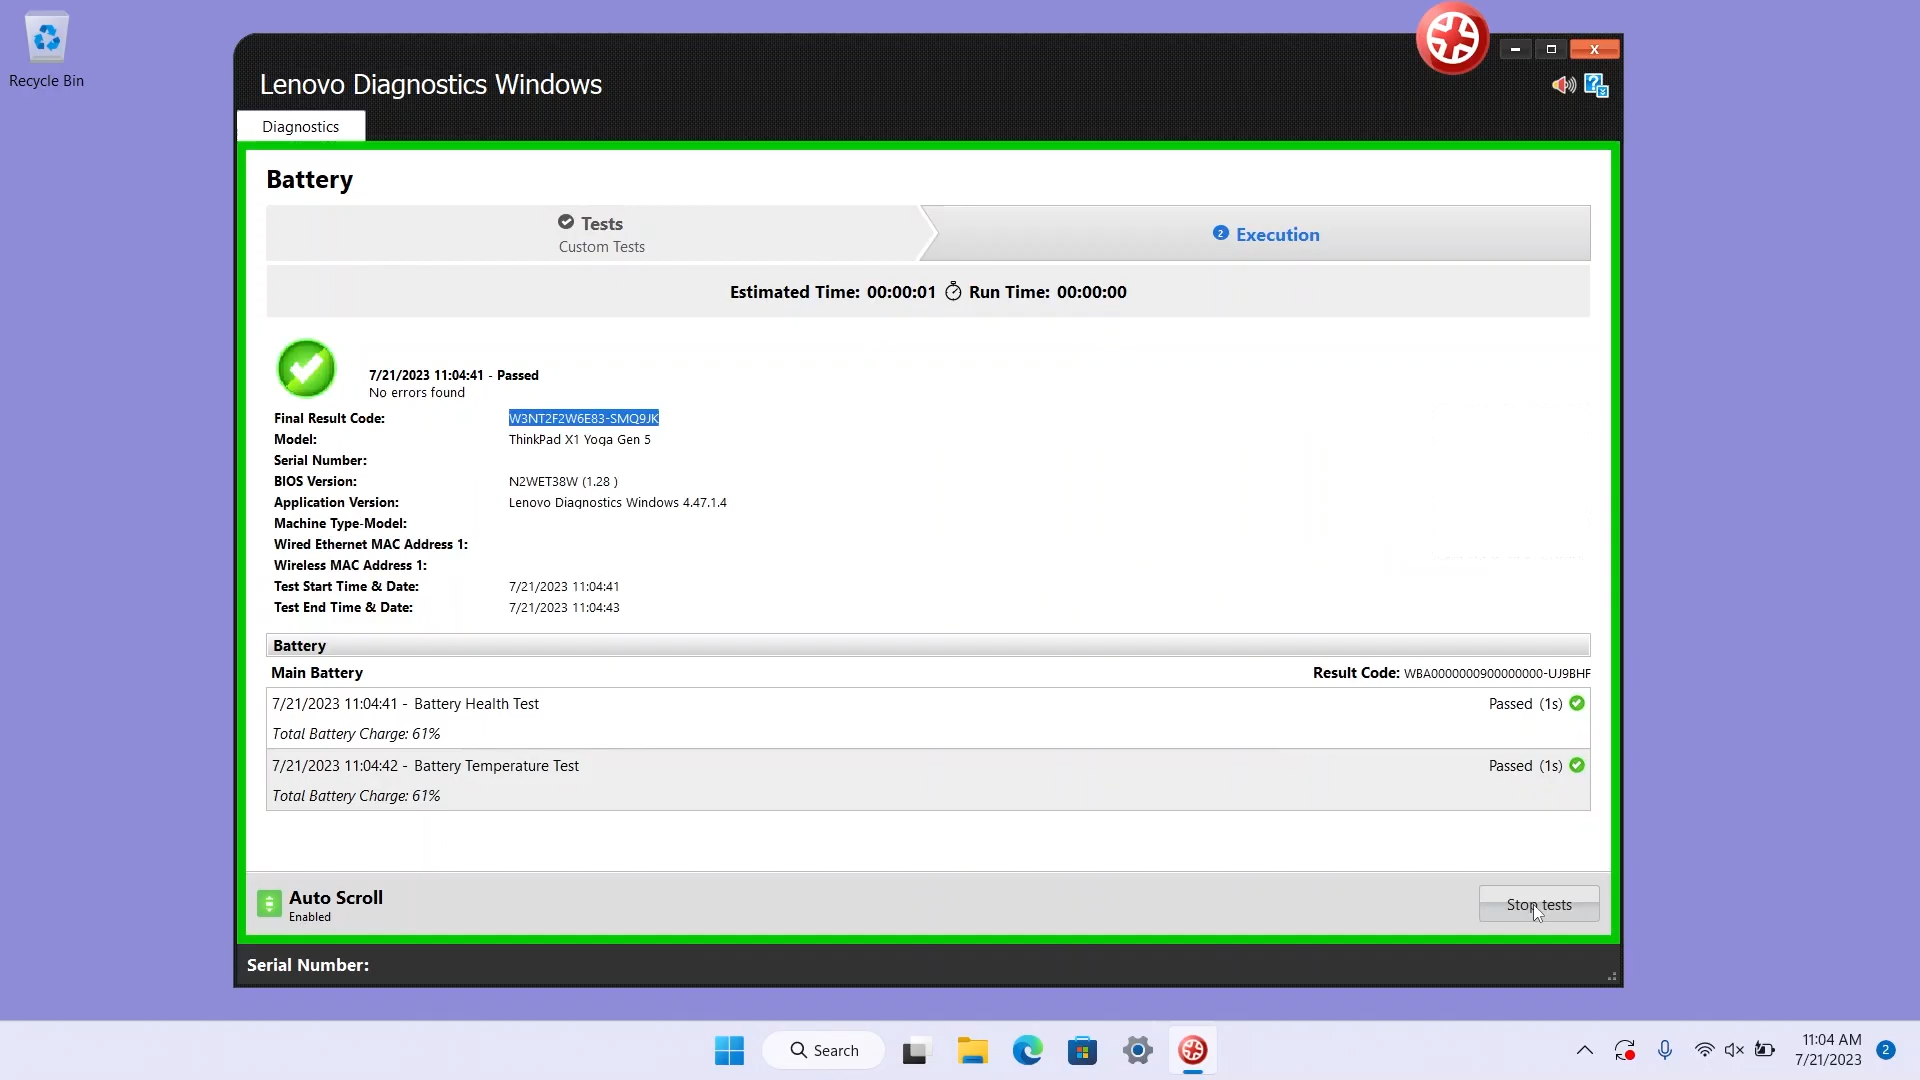 Recycle Bin
Lenovo Diagnostics Windows
Diagnostics
Battery
Tests
Custom Tests
2 Execution
Estimated Time: 00:00:01 Run Time: 00:00:00
7/21/2023 11:04:41 - Passed
No errors found
Final Result Code: W3NT2F2W6E83-SMQ9JK
Model: ThinkPad X1 Yoga Gen 5
Serial Number:
BIOS Version: N2WET38W (1.28 )
Application Version: Lenovo Diagnostics Windows 4.47.1.4
Machine Type-Model:
Wired Ethernet MAC Address 1:
Wireless MAC Address 1:
Test Start Time & Date: 7/21/2023 11:04:41
Test End Time & Date: 7/21/2023 11:04:43
Battery
Main Battery Result Code: WBA0000000900000000-UJ9BHF
7/21/2023 11:04:41 - Battery Health Test Passed (1s)
Total Battery Charge: 61%
7/21/2023 11:04:42 - Battery Temperature Test Passed (1s)
Total Battery Charge: 61%
Auto Scroll
Enabled
Stop tests
Serial Number:
Search
11:04 AM
7/21/2023
2